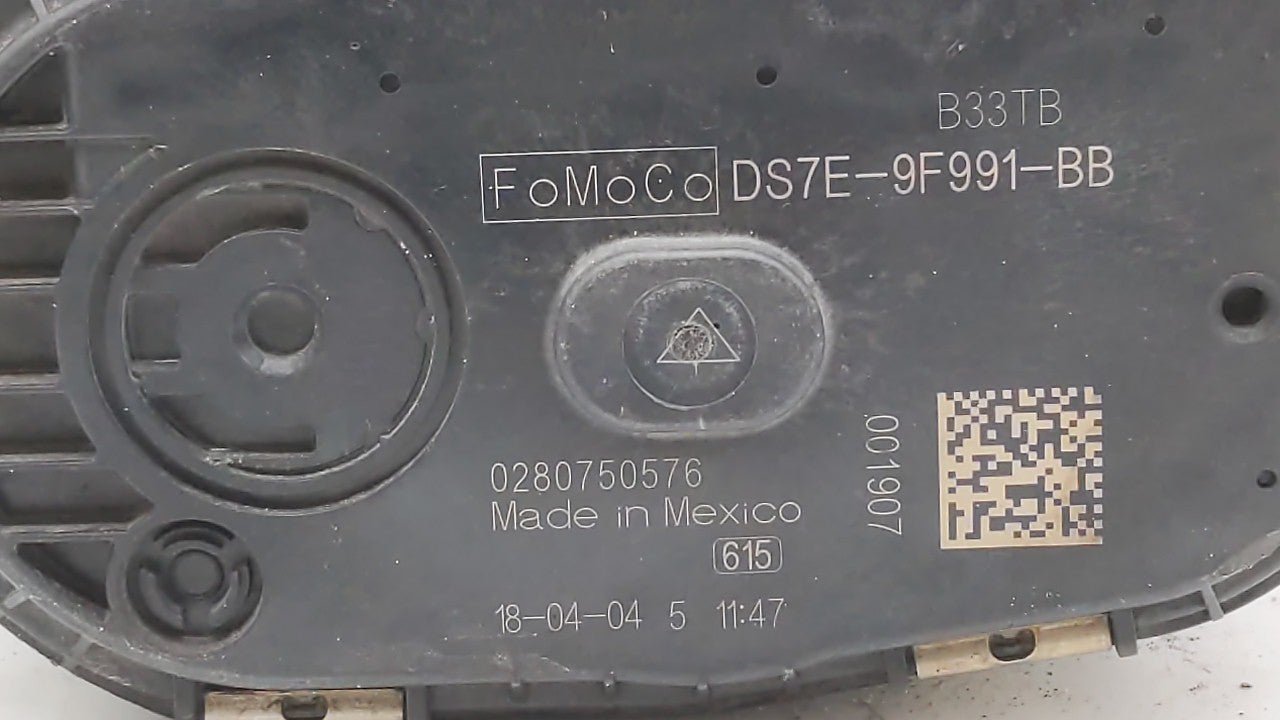 B33TB
FoMoCo DS7E-9F991-BB
001907
0280750576
Made in Mexico
615
18-04-04 5 11:47